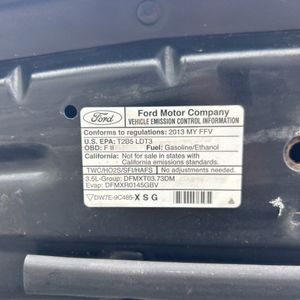 Ford
Ford Motor Company
VEHICLE EMISSION CONTROL INFORMATION
Conforms to regulations: 2013 MY FFV
U.S. EPA: T2B5 LDT3
OBD: F II Fuel: Gasoline/Ethanol
California: Not for sale in states with
California emissions standards.
TWC/HO2S/SFI/HAFS No adjustments needed.
3.5L-Group: DFMXT03.73DM
Evap: DFMXR0145GBV
DW7E-9C485-XSG